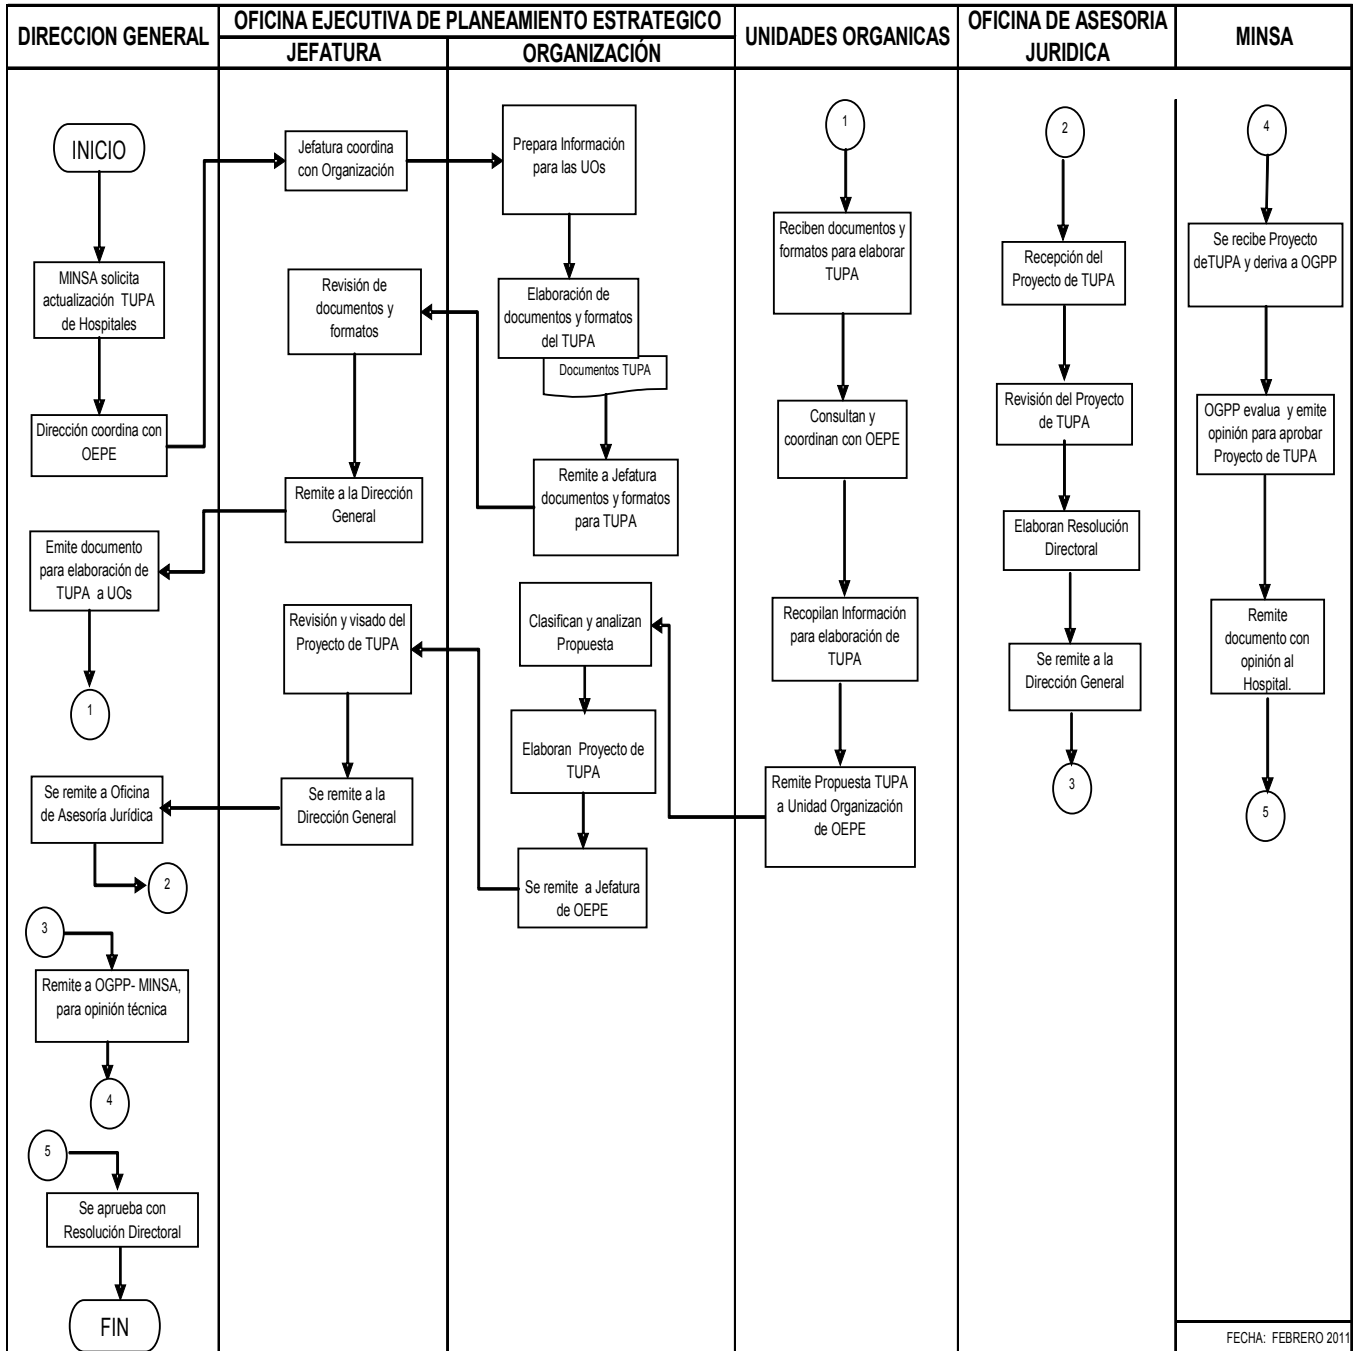 DIRECCION GENERAL
OFICINA EJECUTIVA DE PLANEAMIENTO ESTRATEGICO
JEFATURA
ORGANIZACIÓN
UNIDADES ORGANICAS
OFICINA DE ASESORIA
JURIDICA
MINSA
INICIO
MINSA solicita
actualización TUPA
de Hospitales
Dirección coordina con
OEPE
Emite documento
para elaboración de
TUPA a UOs
1
Se remite a Oficina
de Asesoría Jurídica
2
3
Remite a OGPP- MINSA,
para opinión técnica
4
5
Se aprueba con
Resolución Directoral
FIN
Jefatura coordina
con Organización
Revisión de
documentos y
formatos
Remite a la Dirección
General
Revisión y visado del
Proyecto de TUPA
Se remite a la
Dirección General
Prepara Información
para las UOs
Elaboración de
documentos y formatos
del TUPA
Documentos TUPA
Remite a Jefatura
documentos y formatos
para TUPA
Clasifican y analizan
Propuesta
Elaboran Proyecto de
TUPA
Se remite a Jefatura
de OEPE
1
Reciben documentos y
formatos para elaborar
TUPA
Consultan y
coordinan con OEPE
Recopilan Información
para elaboración de
TUPA
Remite Propuesta TUPA
a Unidad Organización
de OEPE
2
Recepción del
Proyecto de TUPA
Revisión del Proyecto
de TUPA
Elaboran Resolución
Directoral
Se remite a la
Dirección General
3
4
Se recibe Proyecto
deTUPA y deriva a OGPP
OGPP evalua y emite
opinión para aprobar
Proyecto de TUPA
Remite
documento con
opinión al
Hospital.
5
FECHA: FEBRERO 2011